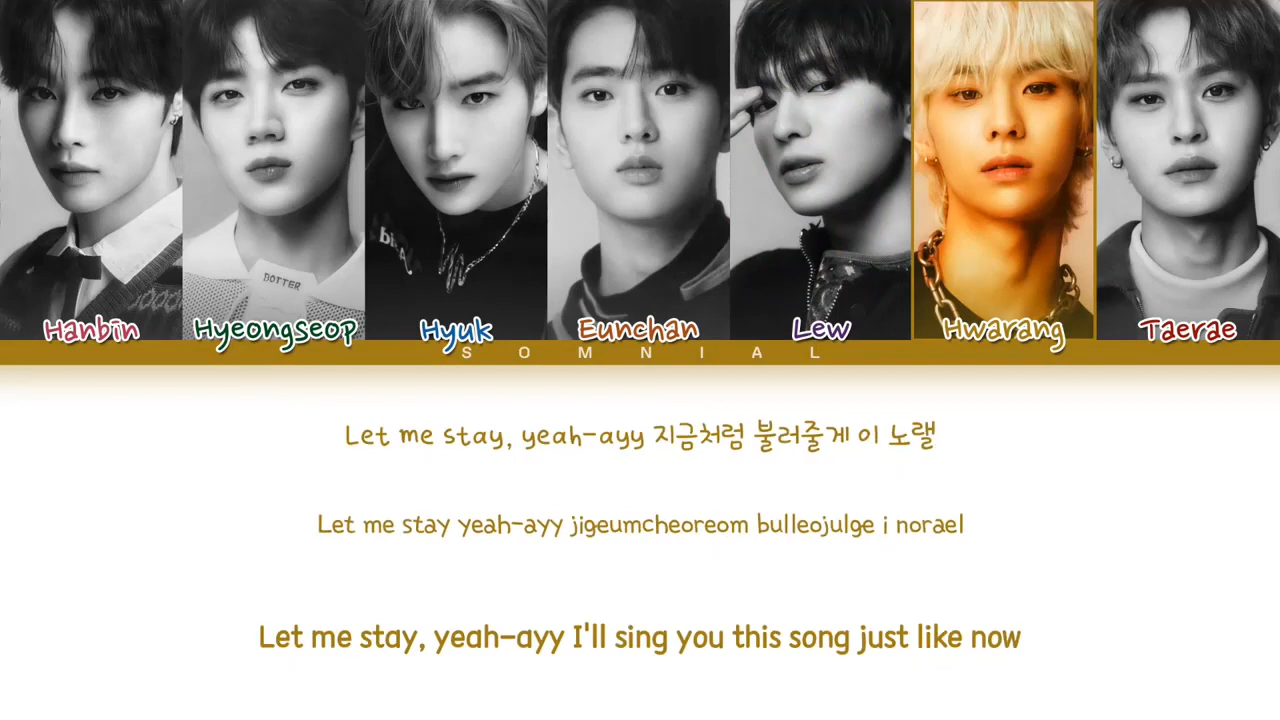 BOTTER
Hanbin Hyeongseop Hyuk Eunchan Lew Hwarang Taerae
SOMNIAL
Let me stay, yeah-ayy 지금처럼 불러줄게 이 노랠
Let me stay yeah-ayy jigeumcheoreom bulleojulge i norael
Let me stay, yeah-ayy I'll sing you this song just like now